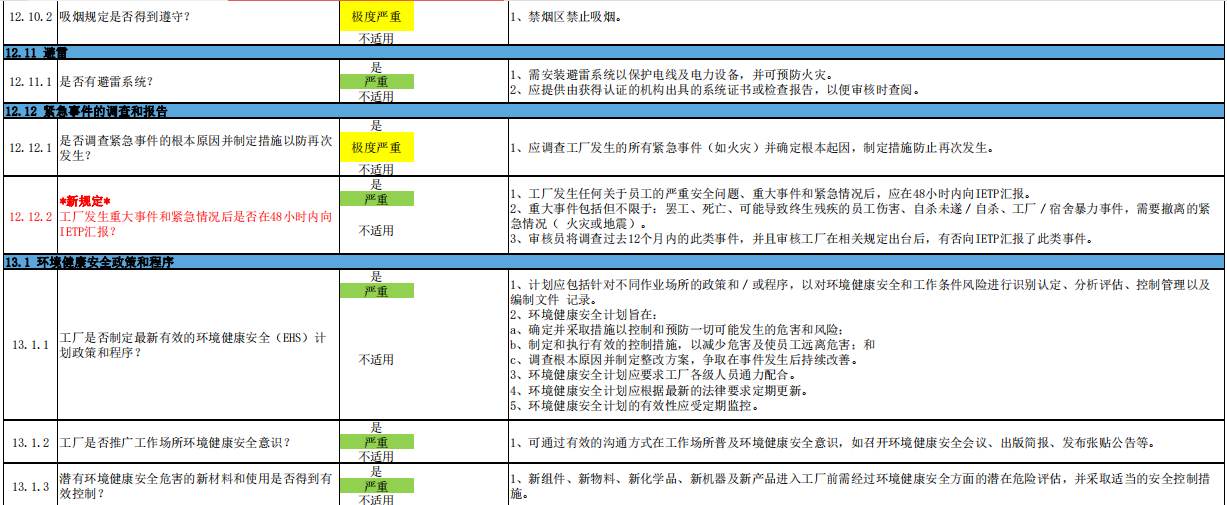 12.10.2 吸烟规定是否得到遵守? 极度严重 1、禁烟区禁止吸烟。
不适用
12.11 避雷
是
12.11.1 是否有避雷系统? 严重 1、需安装避雷系统以保护电线及电力设备，并可预防火灾。
不适用 2、应提供由获得认证的机构出具的系统证书或检查报告，以便审核时查阅。
12.12 紧急事件的调查和报告
是
12.12.1 是否调查紧急事件的根本原因并制定措施以防再次 极度严重 1、应调查工厂发生的所有紧急事件（如火灾）并确定根本起因，制定措施防止再次发生。
发生?
不适用
是
*新规定* 严重 1、工厂发生任何关于员工的严重安全问题、重大事件和紧急情况后，应在48小时内向IETP汇报。
12.12.2 工厂发生重大事件和紧急情况后是否在48小时内向 2、重大事件包括但不限于: 罢工、死亡、可能导致终生残疾的员工伤害、自杀未遂／自杀、工厂／宿舍暴力事件，需要撤离的紧
IETP汇报? 不适用 急情况（ 火灾或地震）。
3、审核员将调查过去12个月内的此类事件，并且审核工厂在相关规定出台后，有否向IETP汇报了此类事件。
13.1 环境健康安全政策和程序
是
严重 1、计划应包括针对不同作业场所的政策和／或程序，以对环境健康安全和工作条件风险进行识别认定、分析评估、控制管理以及
编制文件 记录。
2、环境健康安全计划旨在:
a、确定并采取措施以控制和预防一切可能发生的危害和风险;
13.1.1 工厂是否制定最新有效的环境健康安全（EHS）计 b、制定和执行有效的控制措施，以减少危害及使员工远离危害; 和
划政策和程序? 不适用 c、调查根本原因并制定整改方案，争取在事件发生后持续改善。
3、环境健康安全计划应要求工厂各级人员通力配合。
4、环境健康安全计划应根据最新的法律要求定期更新。
5、环境健康安全计划的有效性应受定期监控。
是
13.1.2 工厂是否推广工作场所环境健康安全意识? 严重 1、可通过有效的沟通方式在工作场所普及环境健康安全意识，如召开环境健康安全会议、出版简报、发布张贴公告等。
不适用
是
13.1.3 潜有环境健康安全危害的新材料和使用是否得到有 严重 1、新组件、新物料、新化学品、新机器及新产品进入工厂前需经过环境健康安全方面的潜在危险评估，并采取适当的安全控制措
效控制? 不适用 施。